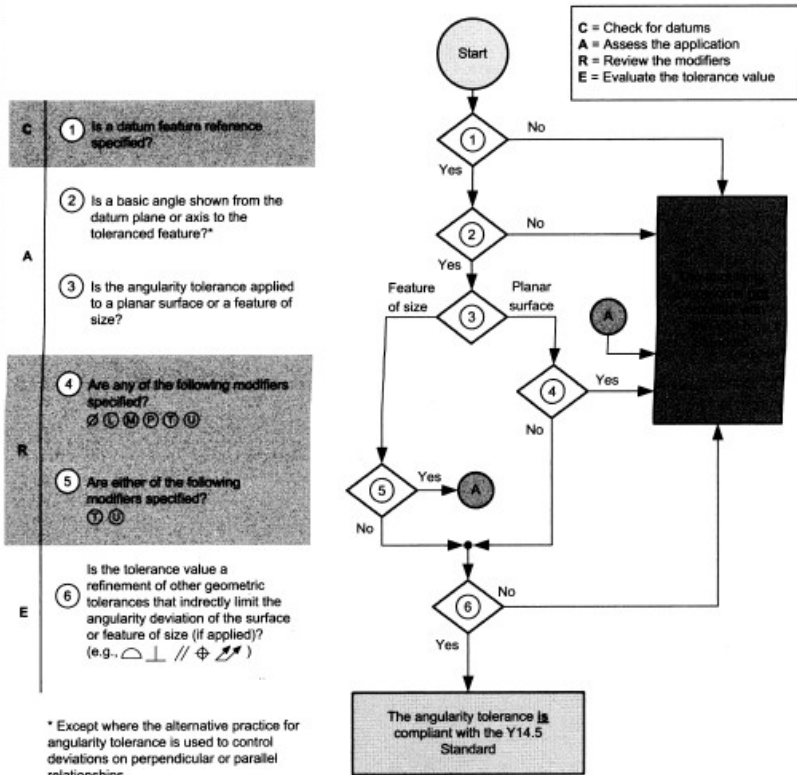 C = Check for datums
A = Assess the application
R = Review the modifiers
E = Evaluate the tolerance value
Start
C
1 Is a datum feature reference
specified?
A
2 Is a basic angle shown from the
datum plane or axis to the
toleranced feature?*
3 Is the angularity tolerance applied
to a planar surface or a feature of
size?
R
4 Are any of the following modifiers
specified?
Ⓛ Ⓜ Ⓟ Ⓣ Ⓤ
5 Are either of the following
modifiers specified?
Ⓣ Ⓤ
E
6 Is the tolerance value a
refinement of other geometric
tolerances that indirectly limit the
angularity deviation of the surface
or feature of size (if applied)?
(e.g., ⌓ ⊥ // ⌖ )
* Except where the alternative practice for
angularity tolerance is used to control
deviations on perpendicular or parallel
relationships
1
No
Yes
2
No
Yes
Feature
of size
3
Planar
surface
A
4
Yes
No
5
Yes
A
No
6
No
Yes
The angularity tolerance is
compliant with the Y14.5
Standard